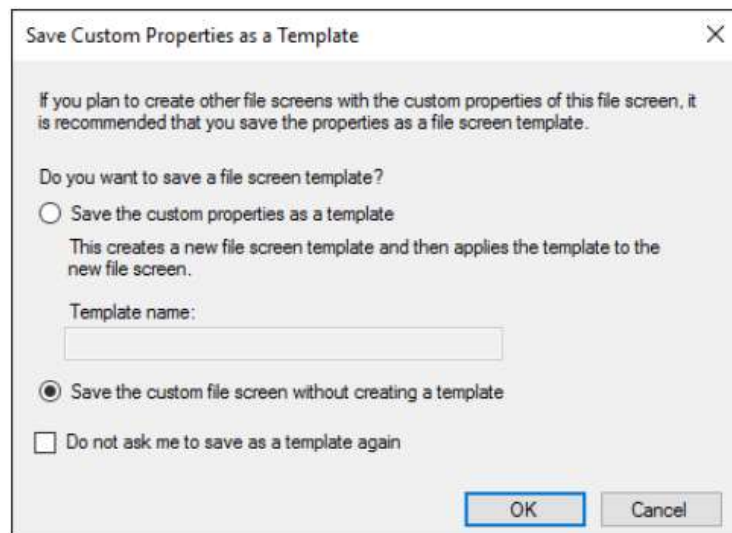 Save Custom Properties as a Template
If you plan to create other file screens with the custom properties of this file screen, it
is recommended that you save the properties as a file screen template.
Do you want to save a file screen template?
Save the custom properties as a template
This creates a new file screen template and then applies the template to the
new file screen.
Template name:
Save the custom file screen without creating a template
Do not ask me to save as a template again
OK Cancel